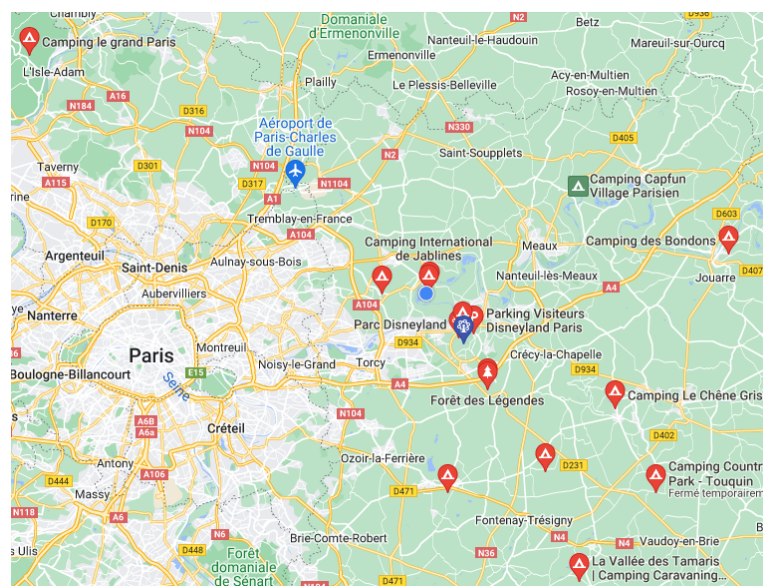 Chambly
Domaniale
d'Ermenonville
N2
Betz
D936
Nanteuil-le-Haudouin
Mareuil-sur-Ourcq
Camping le grand Paris
Ermenonville
L'Isle-Adam
Plailly
Le Plessis-Belleville
Acy-en-Multien
Rosoy-en-Multien
A16
N184
D316
Aéroport de
Paris-Charles
de Gaulle
N330
D405
N104
N2
Saint-Soupplets
Taverny
D301
N104
A115
D317
N1104
Camping Capfun
Village Parisien
A1
D170
Tremblay-en-France
D603
A104
Camping International
de Jablines
Meaux
Camping des Bondons
Argenteuil
Saint-Denis
Aulnay-sous-Bois
D407
Nanteuil-lès-Meaux
Jouarre
Aubervilliers
A104
A4
Nanterre
Parc Disneyland
Parking Visiteurs
Disneyland Paris
Paris
Montreuil
D934
Crécy-la-Chapelle
Noisy-le-Grand
Torcy
E15
D934
Boulogne-Billancourt
Seine
A4
Forêt des Légendes
Camping Le Chêne Gris
N104
A6B
A6a
Créteil
D402
Antony
Ozoir-la-Ferrière
D231
Camping Countr
Park - Touquin
Fermé temporairem
A106
D444
Massy
D471
N118
A6
Fontenay-Trésigny
N6
Brie-Comte-Robert
N4
N4
Vaudoy-en-Brie
Ulis
D448
N36
Forêt
domaniale
de Sénart
D471
La Vallée des Tamaris
| Camping Caravaning...